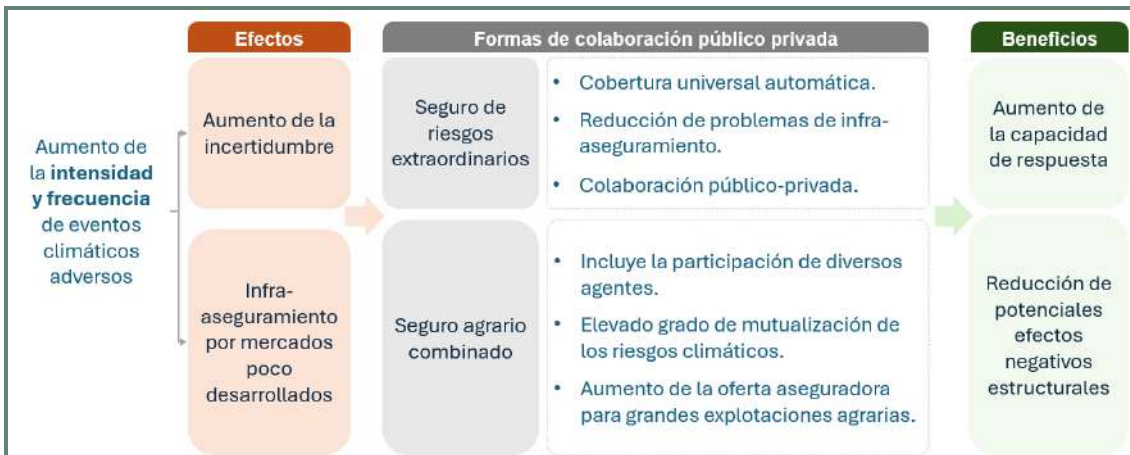 Efectos
Formas de colaboración público privada
Beneficios
Aumento de
la intensidad
y frecuencia
de eventos
climáticos
adversos
Aumento de la
incertidumbre
Infra-
aseguramiento
por mercados
poco
desarrollados
Seguro de
riesgos
extraordinarios
• Cobertura universal automática.
• Reducción de problemas de infra-
aseguramiento.
• Colaboración público-privada.
Seguro agrario
combinado
• Incluye la participación de diversos
agentes.
• Elevado grado de mutualización de
los riesgos climáticos.
• Aumento de la oferta aseguradora
para grandes explotaciones agrarias.
Aumento de
la capacidad
de respuesta
Reducción de
potenciales
efectos
negativos
estructurales